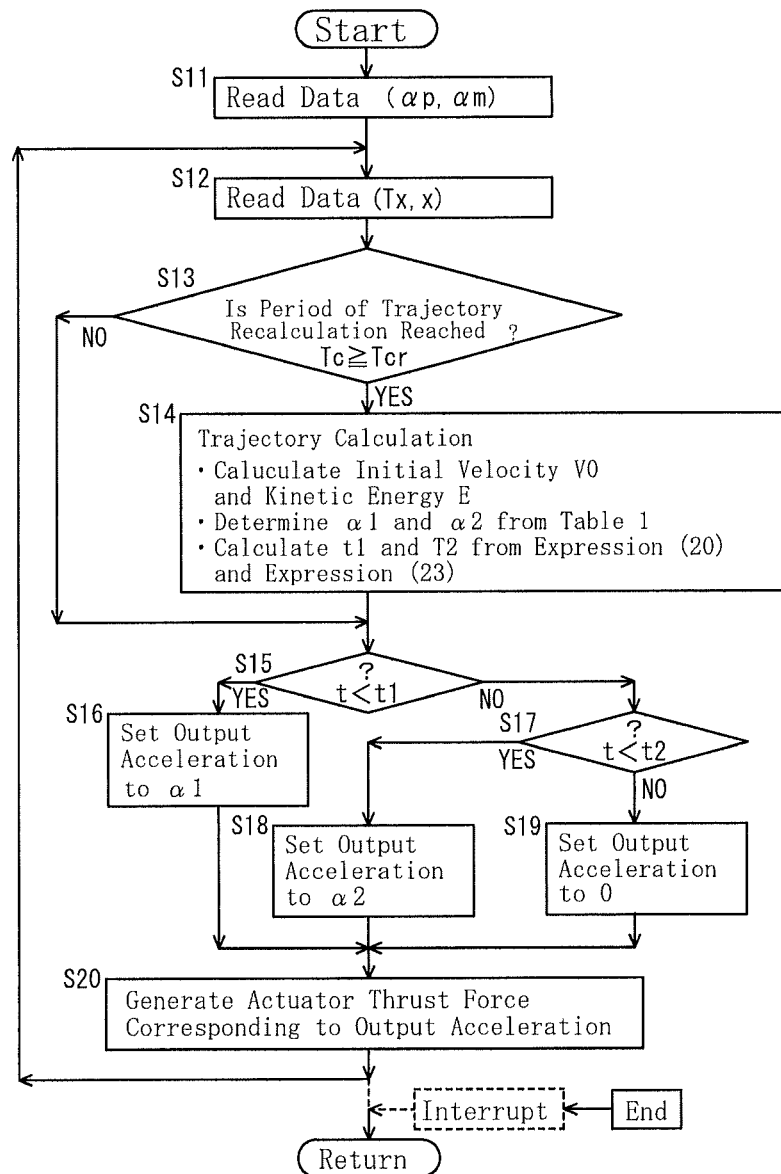 Start
S11
Read Data (αp, αm)
S12
Read Data (Tx, x)
S13
Is Period of Trajectory
Recalculation Reached ?
Tc≧Tcr
NO
YES
S14
Trajectory Calculation
・Caluculate Initial Velocity V0
and Kinetic Energy E
・Determine α1 and α2 from Table 1
・Calculate t1 and T2 from Expression (20)
and Expression (23)
S15
?
t<t1
YES
NO
S16
Set Output
Acceleration
to α1
S17
?
t<t2
YES
NO
S18
Set Output
Acceleration
to α2
S19
Set Output
Acceleration
to 0
S20
Generate Actuator Thrust Force
Corresponding to Output Acceleration
Interrupt
End
Return